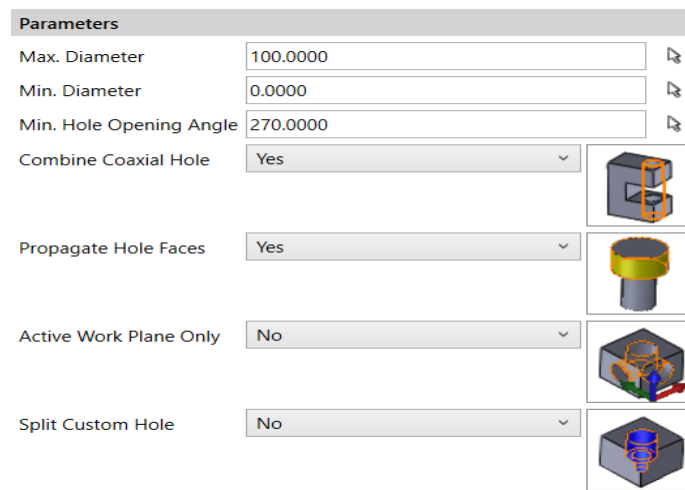 Parameters
Max. Diameter 100.0000
Min. Diameter 0.0000
Min. Hole Opening Angle 270.0000
Combine Coaxial Hole Yes
Propagate Hole Faces Yes
Active Work Plane Only No
Split Custom Hole No